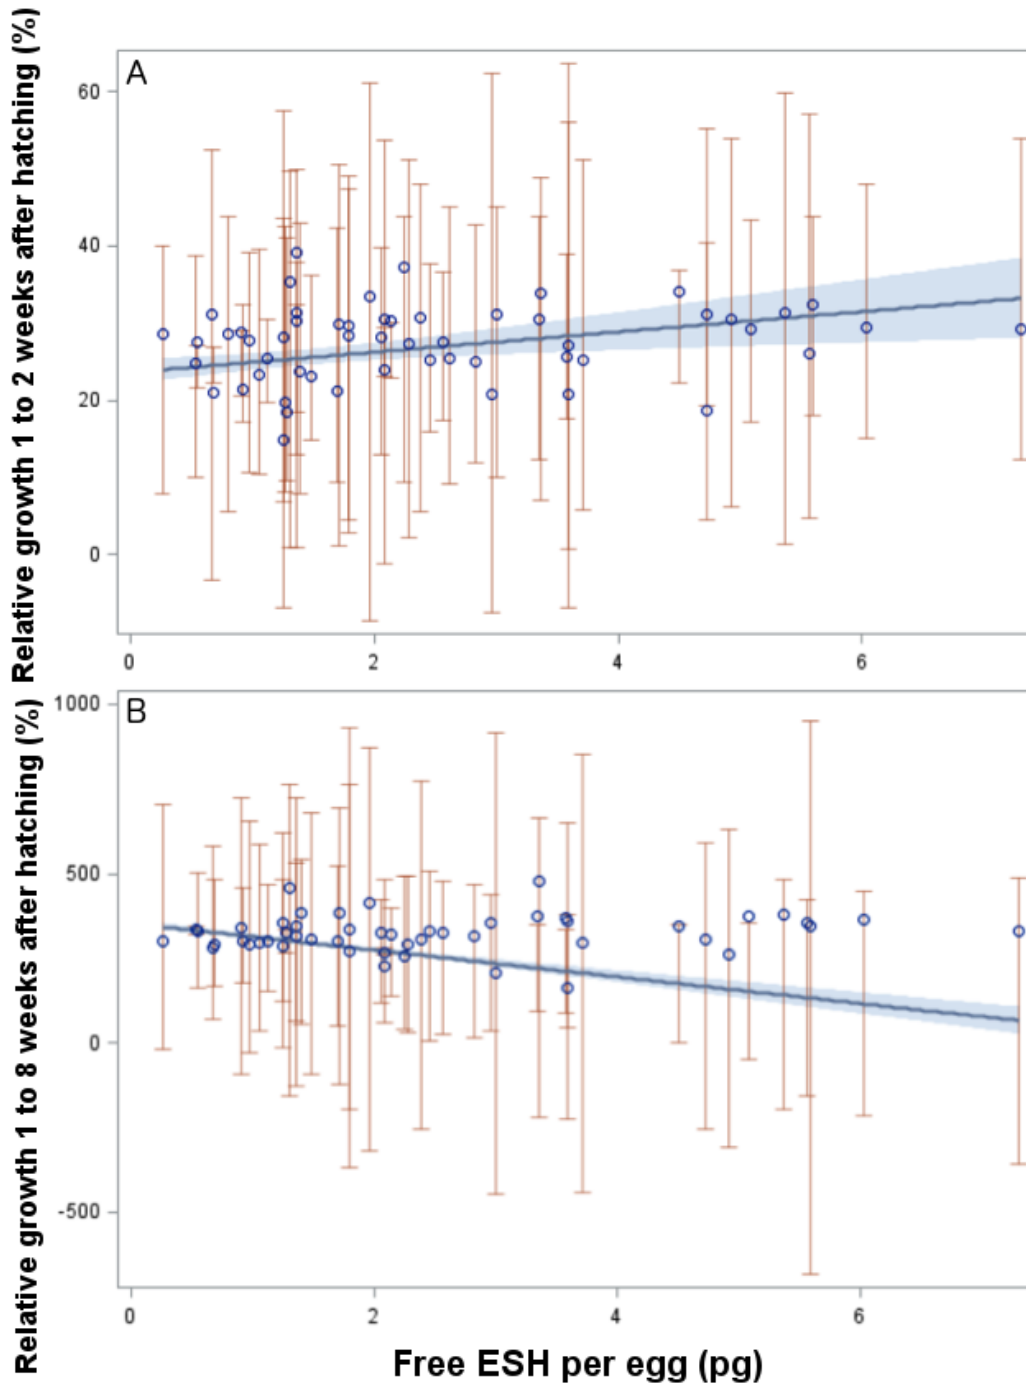 Relative growth 1 to 2 weeks after hatching (%)
A
60
40
20
0
0 2 4 6
Relative growth 1 to 8 weeks after hatching (%)
B
1000
500
0
-500
0 2 4 6
Free ESH per egg (pg)